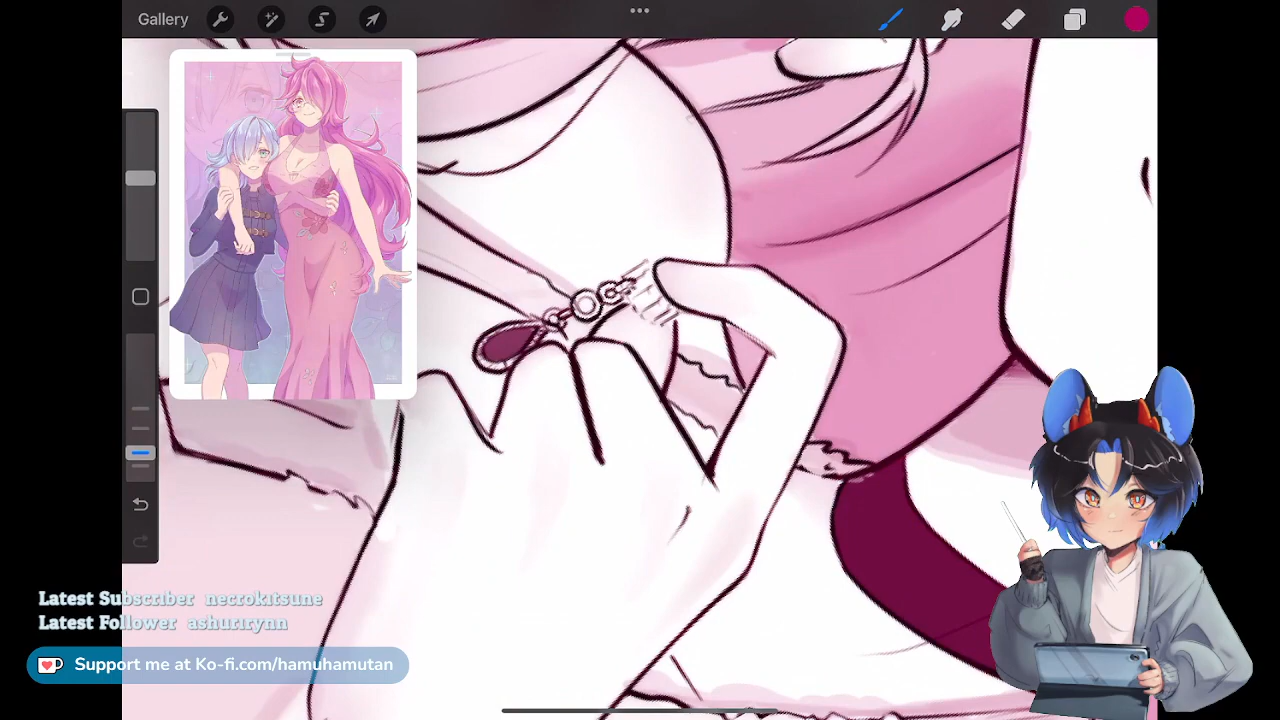 Gallery
Latest Subscriber necrokitsune
Latest Follower ashurirynn
Support me at Ko-fi.com/hamuhamutan